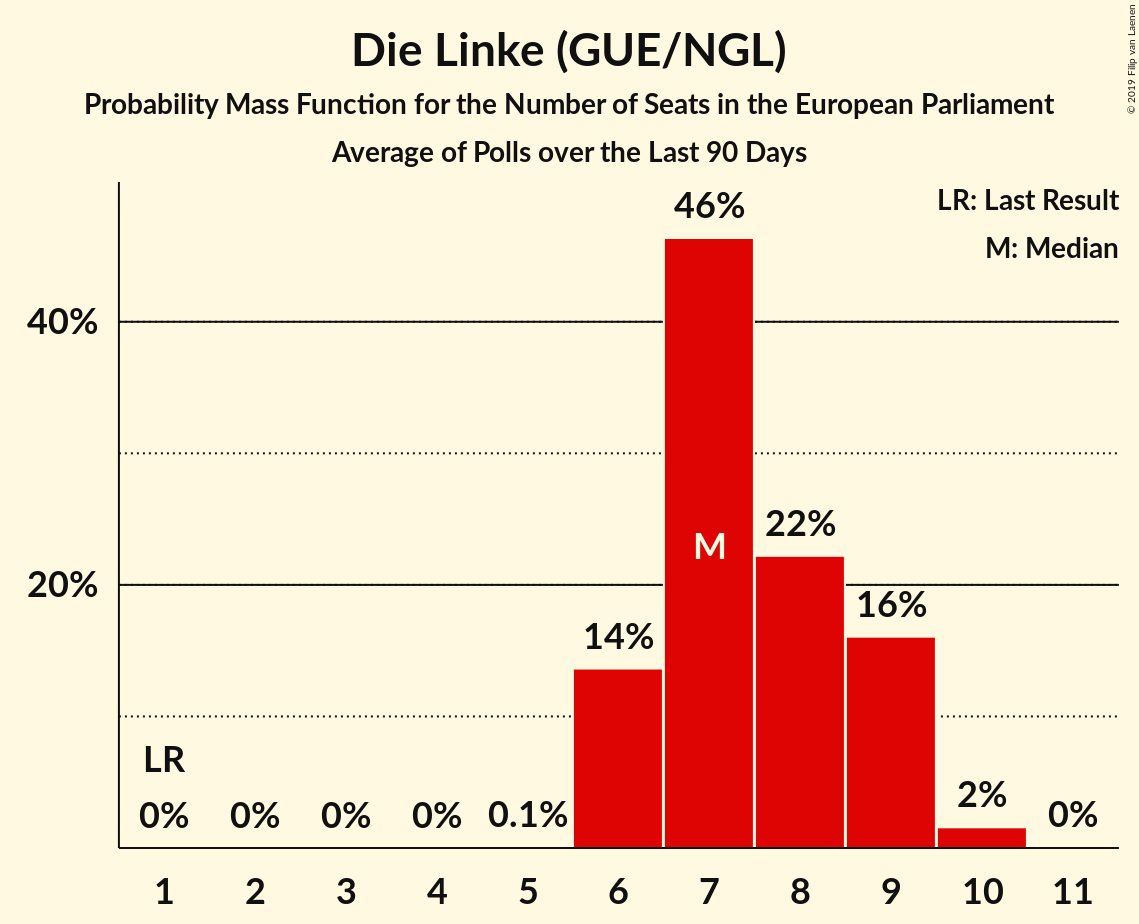 Die Linke (GUE/NGL)
Probability Mass Function for the Number of Seats in the European Parliament
Average of Polls over the Last 90 Days
© 2019 Filip van Laenen
LR: Last Result
M: Median
46%
40%
M
22%
20%
16%
14%
LR
0% 0% 0% 0% 0.1% 2% 0%
1 2 3 4 5 6 7 8 9 10 11